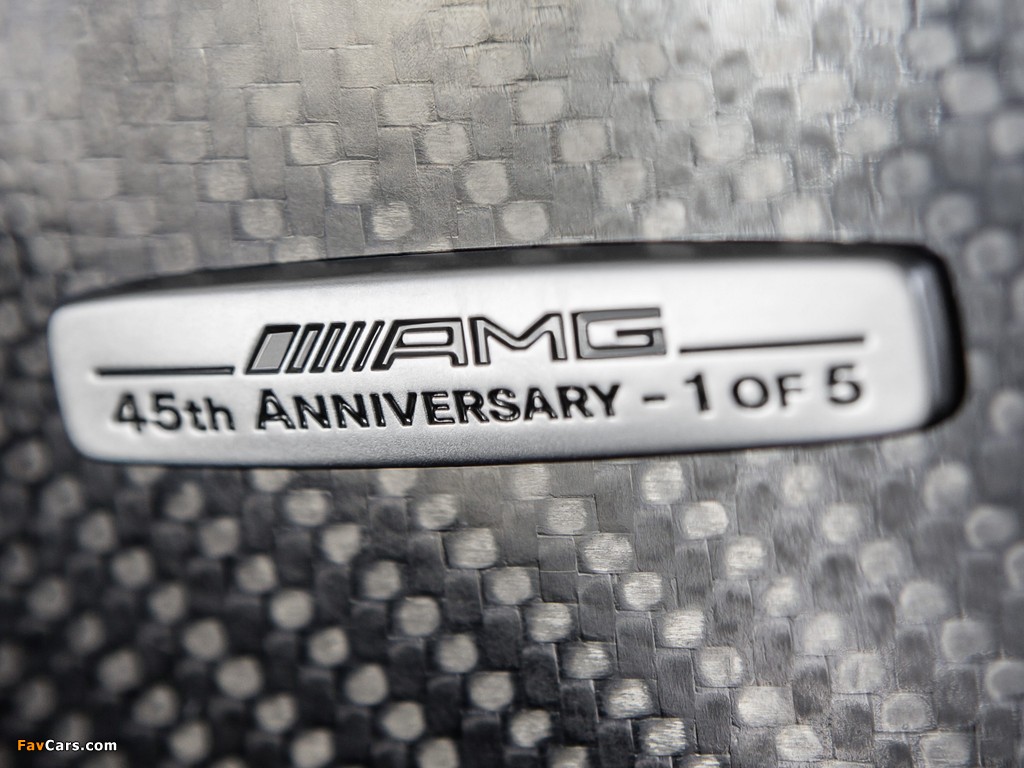 AMG
45th ANNIVERSARY - 1 OF 5
FavCars.com